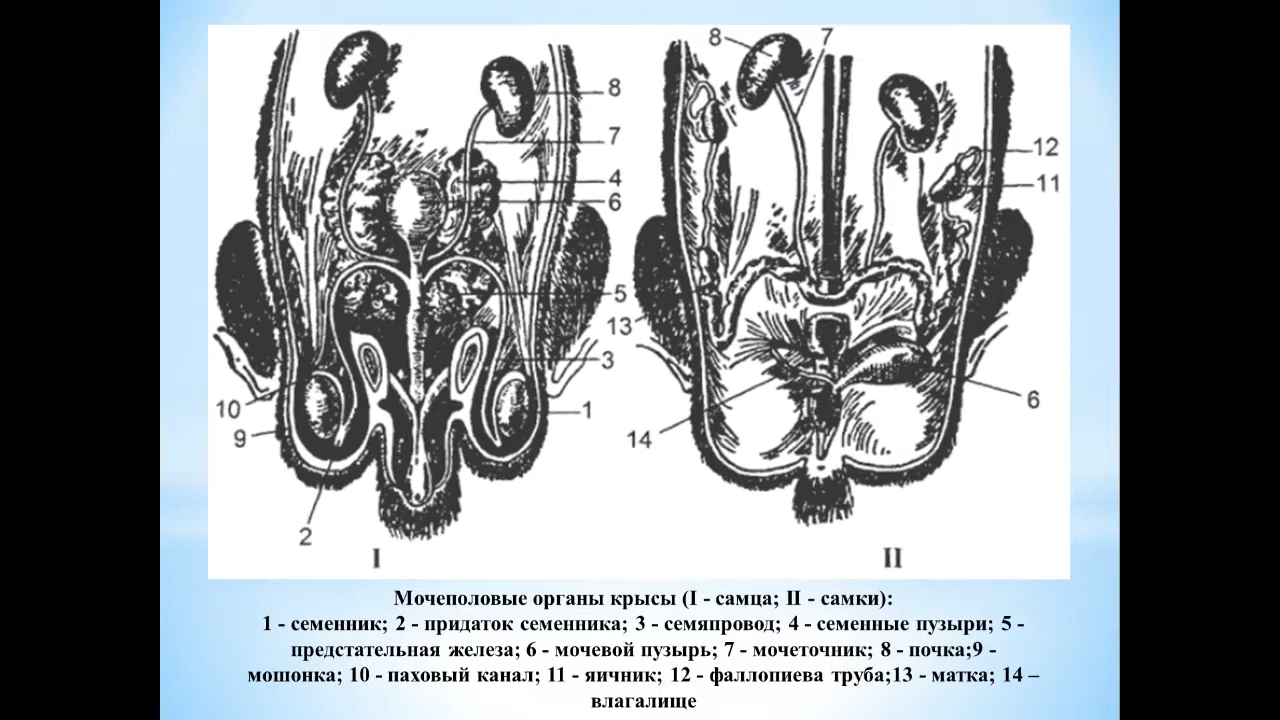 8 7
8
7
4
6
12
11
5
13
3
10
1
9
6
14
2
I II
Мочеполовые органы крысы (I - самца; II - самки):
1 - семенник; 2 - придаток семенника; 3 - семяпровод; 4 - семенные пузыри; 5 -
предстательная железа; 6 - мочевой пузырь; 7 - мочеточник; 8 - почка;9 -
мошонка; 10 - паховый канал; 11 - яичник; 12 - фаллопиева труба;13 - матка; 14 –
влагалище